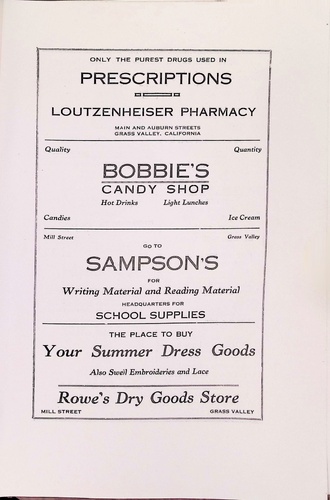 ONLY THE PUREST DRUGS USED IN
PRESCRIPTIONS
LOUTZENHEISER PHARMACY
MAIN AND AUBURN STREETS
GRASS VALLEY, CALIFORNIA
Quality Quantity
BOBBIE'S
CANDY SHOP
Hot Drinks Light Lunches
Candies Ice Cream
Mill Street Grass Valley
GO TO
SAMPSON'S
FOR
Writing Material and Reading Material
HEADQUARTERS FOR
SCHOOL SUPPLIES
THE PLACE TO BUY
Your Summer Dress Goods
Also Swell Embroideries and Lace
Rowe's Dry Goods Store
MILL STREET GRASS VALLEY